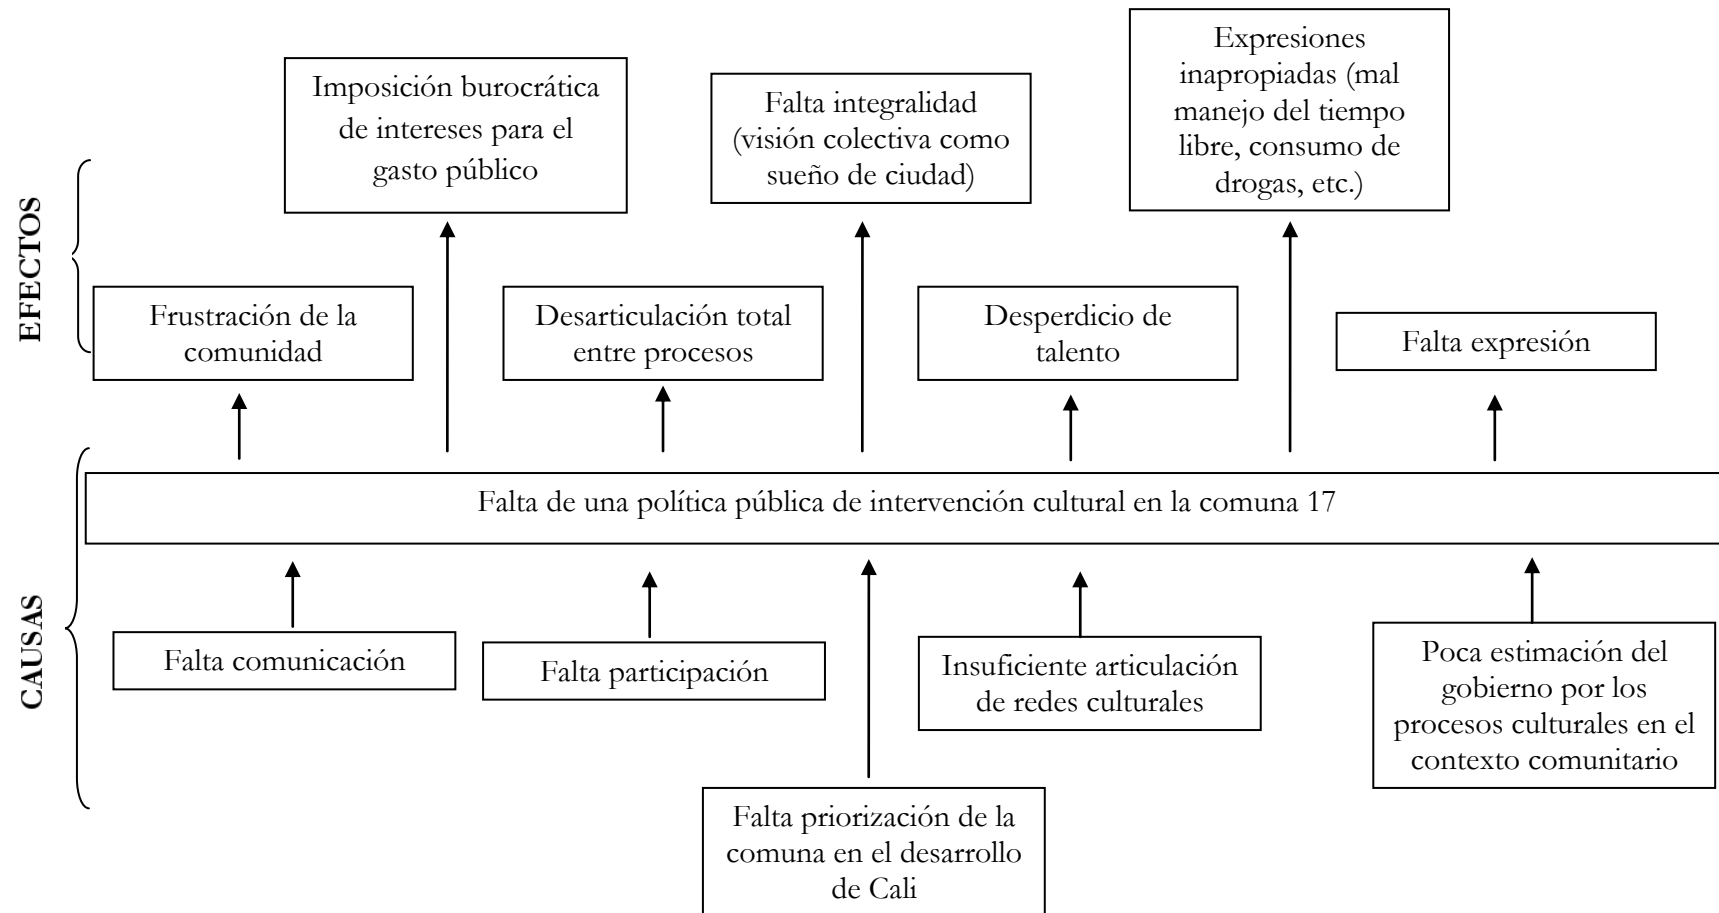 Expresiones
inapropiadas (mal
manejo del tiempo
libre, consumo de
drogas, etc.)
Imposición burocrática
de intereses para el
gasto público
Falta integralidad
(visión colectiva como
sueño de ciudad)
EFECTOS
Frustración de la
comunidad
Desarticulación total
entre procesos
Desperdicio de
talento
Falta expresión
Falta de una política pública de intervención cultural en la comuna 17
CAUSAS
Falta comunicación
Falta participación
Insuficiente articulación
de redes culturales
Poca estimación del
gobierno por los
procesos culturales en el
contexto comunitario
Falta priorización de la
comuna en el desarrollo
de Cali